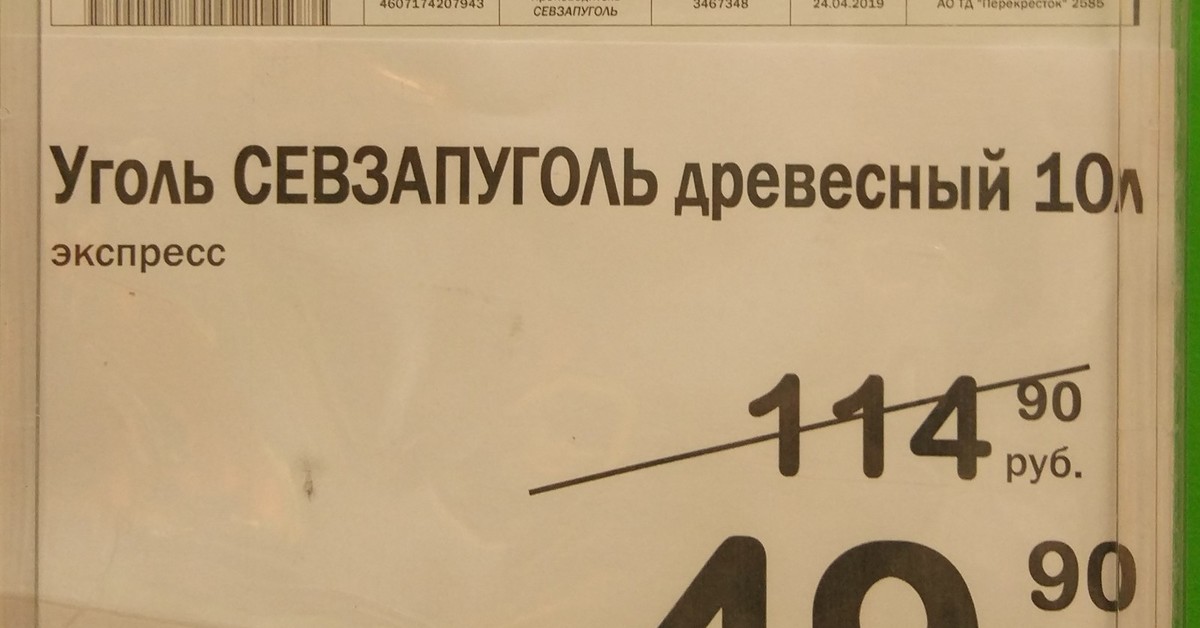 4607174207943 СЕВЗАПУГОЛЬ 3467348 24.04.2019 АО ТД "Перекресток" 2585
Уголь СЕВЗАПУГОЛЬ древесный 10л
экспресс
114 90
руб.
90